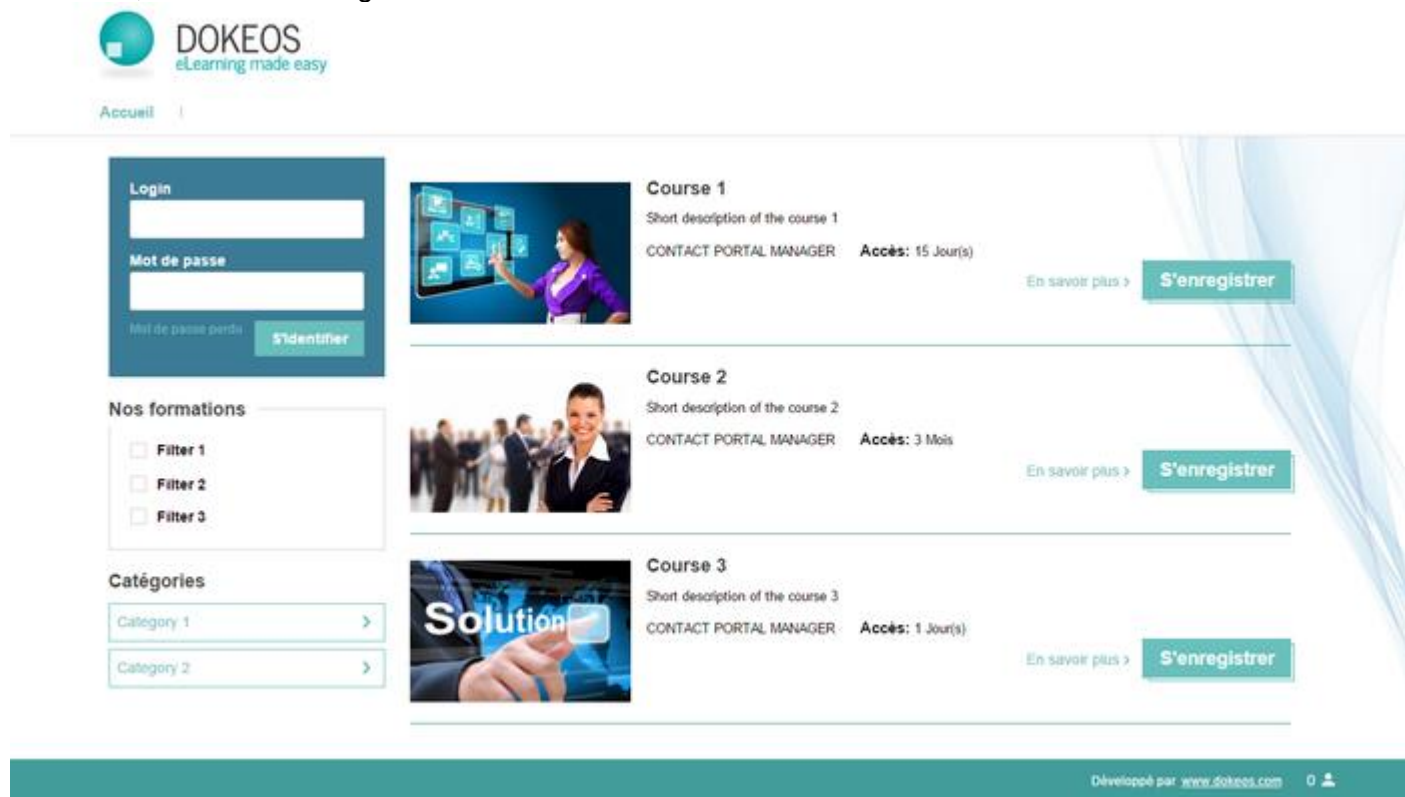 DOKEOS
eLearning made easy
Accueil
Login
Mot de passe
Mot de passe perdu
S'identifier
Nos formations
Filter 1
Filter 2
Filter 3
Catégories
Category 1
Category 2
Course 1
Short description of the course 1
CONTACT PORTAL MANAGER Accès: 15 Jour(s)
En savoir plus > S'enregistrer
Course 2
Short description of the course 2
CONTACT PORTAL MANAGER Accès: 3 Mois
En savoir plus > S'enregistrer
Solution
Course 3
Short description of the course 3
CONTACT PORTAL MANAGER Accès: 1 Jour(s)
En savoir plus > S'enregistrer
Développé par www.dokeos.com 0